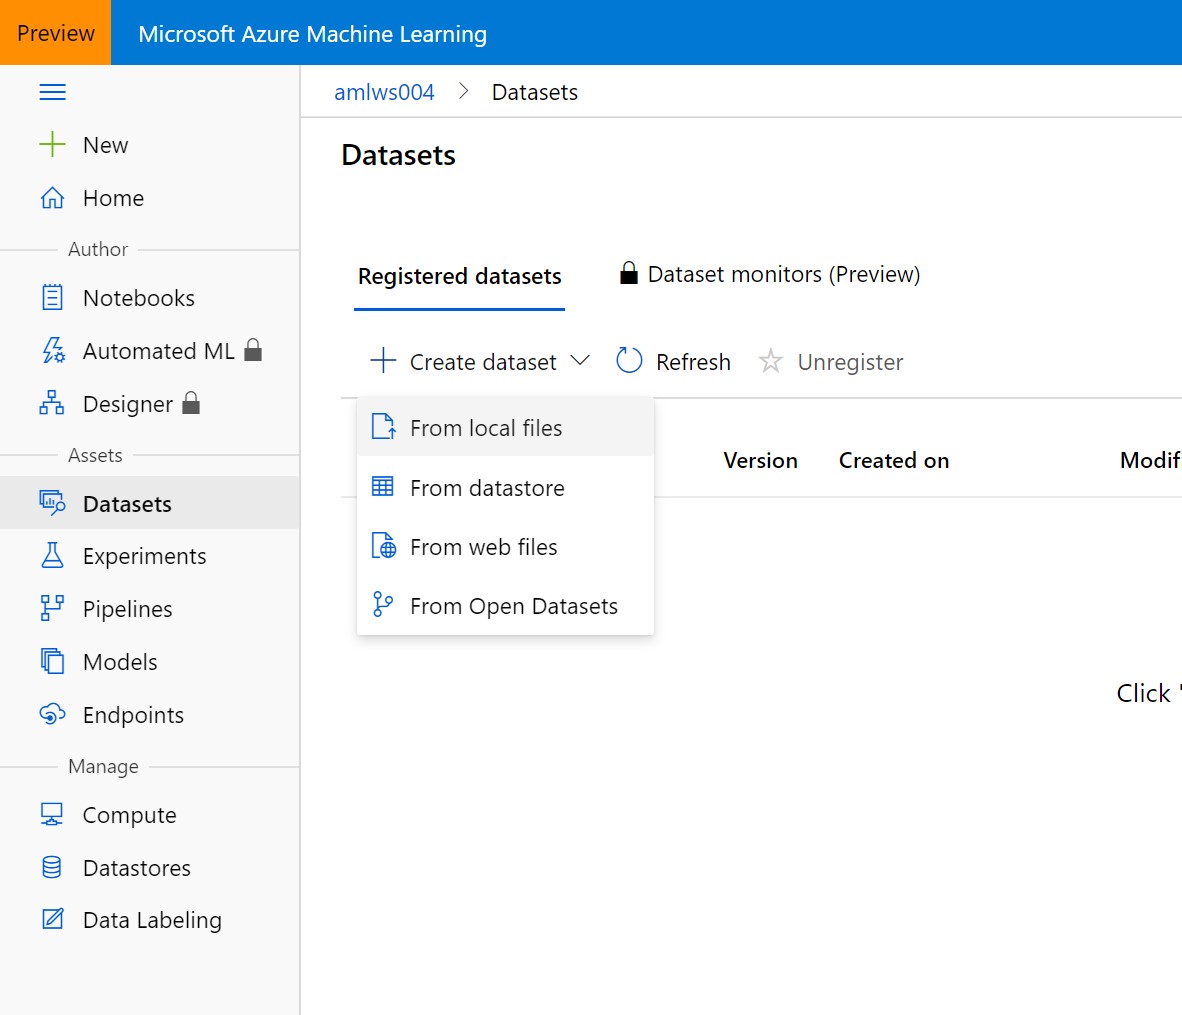 Preview
Microsoft Azure Machine Learning
amlws004 > Datasets
New
Home
Author
Notebooks
Automated ML
Designer
Assets
Datasets
Experiments
Pipelines
Models
Endpoints
Manage
Compute
Datastores
Data Labeling
Datasets
Registered datasets
Dataset monitors (Preview)
Create dataset
Refresh
Unregister
From local files
From datastore
From web files
From Open Datasets
Version
Created on
Modif
Click '